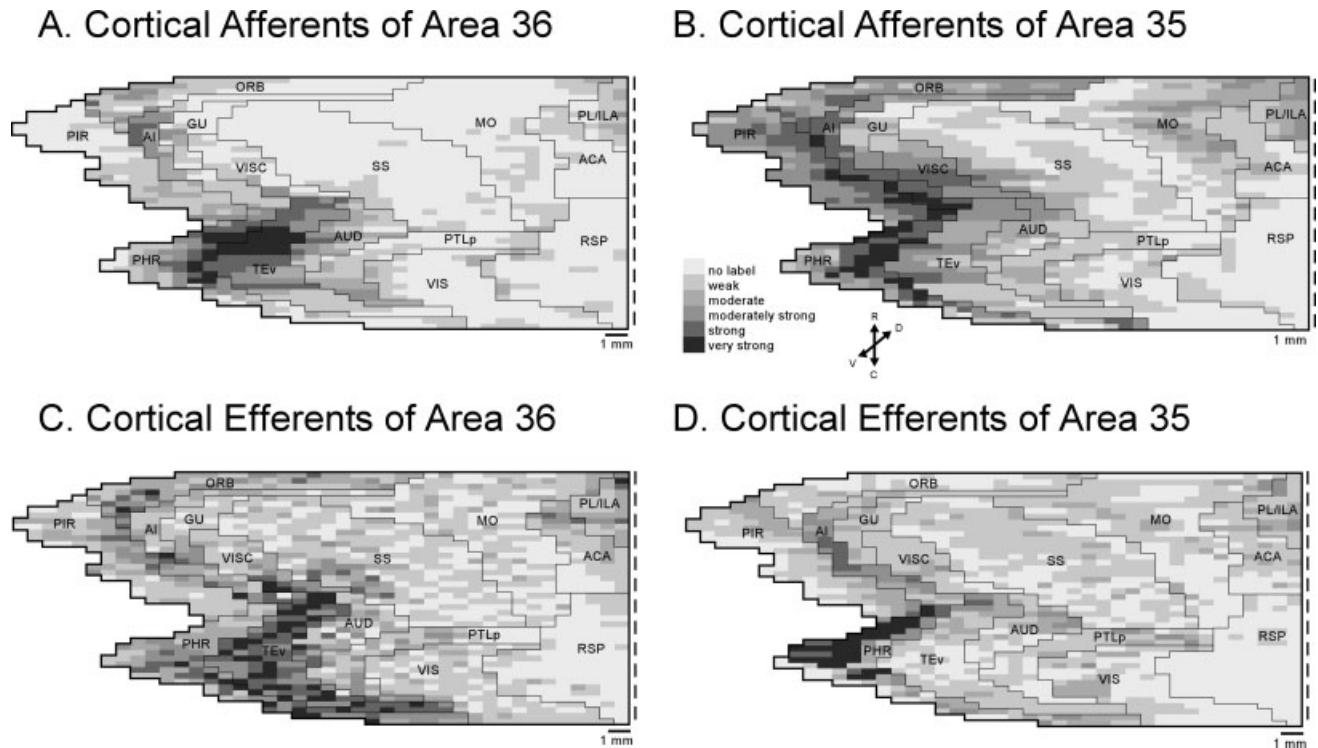 A. Cortical Afferents of Area 36
ORB
PIR
AI
GU
MO
PL/ILA
VISC
SS
ACA
AUD
PTLp
RSP
PHR
TEv
VIS
1 mm
B. Cortical Afferents of Area 35
ORB
PIR
AI
GU
MO
PL/ILA
VISC
SS
ACA
AUD
PTLp
RSP
PHR
TEv
VIS
1 mm
no label
weak
moderate
moderately strong
strong
very strong
R
D
V
C
C. Cortical Efferents of Area 36
ORB
PIR
AI
GU
MO
PL/ILA
VISC
SS
ACA
AUD
PTLp
PHR
TEv
VIS
RSP
1 mm
D. Cortical Efferents of Area 35
ORB
PIR
AI
GU
MO
PL/ILA
VISC
SS
ACA
AUD
PTLp
RSP
PHR
TEv
VIS
1 mm